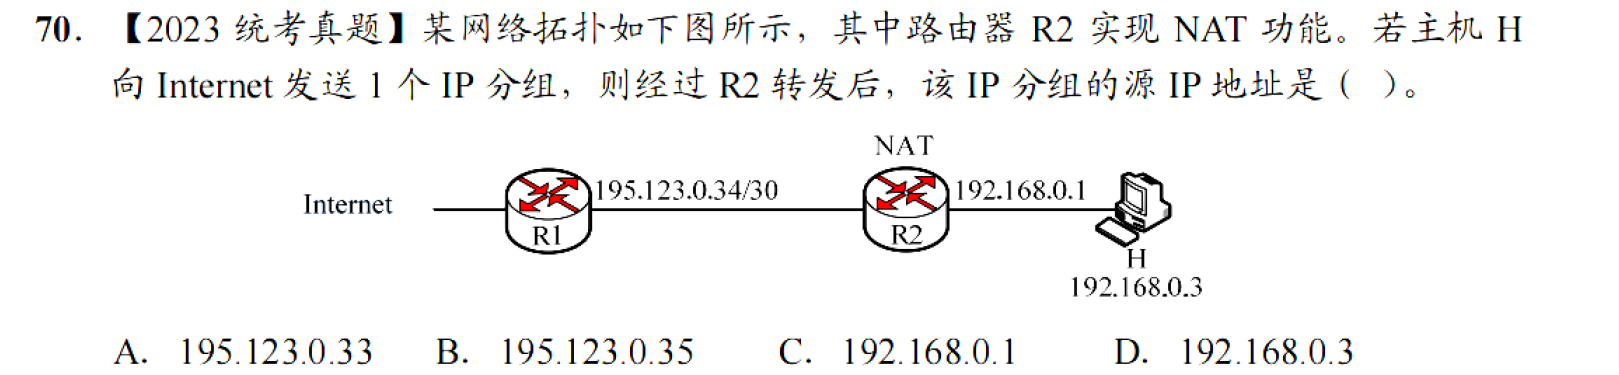 70. 【2023 统考真题】某网络拓扑如下图所示，其中路由器 R2 实现 NAT 功能。若主机 H
向 Internet 发送 1 个 IP 分组，则经过 R2 转发后，该 IP 分组的源 IP 地址是（ ）。
NAT
Internet 195.123.0.34/30 192.168.0.1
R1 R2
H
192.168.0.3
A. 195.123.0.33 B. 195.123.0.35 C. 192.168.0.1 D. 192.168.0.3